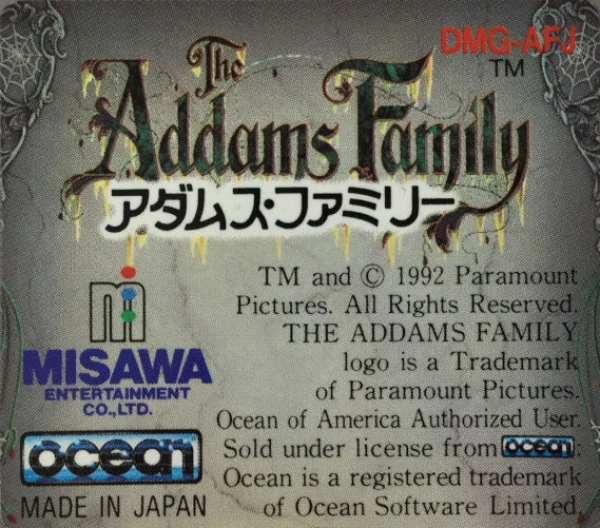 DMG-AFJ
The
Addams Family TM
アダムス・ファミリー
TM and © 1992 Paramount
Pictures. All Rights Reserved.
THE ADDAMS FAMILY
logo is a Trademark
of Paramount Pictures.
Ocean of America Authorized User.
Sold under license from ocean:
Ocean is a registered trademark
of Ocean Software Limited.
mi
MISAWA
ENTERTAINMENT
CO.,LTD.
ocean
MADE IN JAPAN